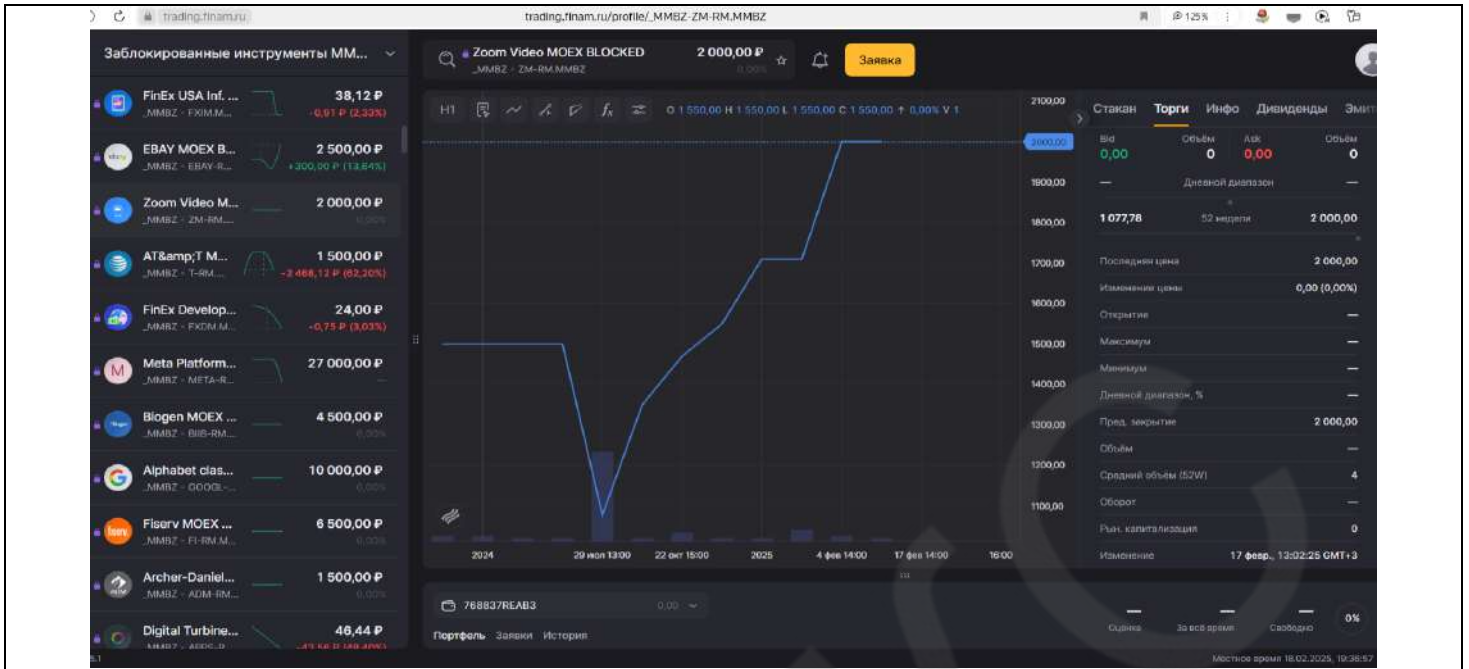 trading.finam.ru
trading.finam.ru/profile/_MMBZ-ZM-RM.MMBZ
125 %
Заблокированные инструменты MM...
Zoom Video MOEX BLOCKED
2 000,00 ₽
_MMBZ - ZM-RM.MMBZ
0,00%
Заявка
FinEx USA Inf. ...
38,12 ₽
_MMBZ - FXIM.M...
-0,91 ₽ (2,33%)
EBAY MOEX B...
2 500,00 ₽
_MMBZ - EBAY-R...
+300,00 ₽ (13,64%)
Zoom Video M...
2 000,00 ₽
_MMBZ - ZM-RM....
0,00%
AT&amp;T M...
1 500,00 ₽
_MMBZ - T-RM....
-2 468,12 ₽ (62,20%)
FinEx Develop...
24,00 ₽
_MMBZ - FXDM.M...
-0,75 ₽ (3,03%)
M
Meta Platform...
27 000,00 ₽
_MMBZ - META-R...
—
Biogen MOEX ...
4 500,00 ₽
_MMBZ - BIIB-RM...
0,00%
Alphabet clas...
10 000,00 ₽
_MMBZ - GOOGL-...
0,00%
fiserv.
Fiserv MOEX ...
6 500,00 ₽
_MMBZ - FI-RM.M...
0,00%
Archer-Daniel...
1 500,00 ₽
_MMBZ - ADM-RM...
0,00%
Digital Turbine...
46,44 ₽
_MMBZ - APPS-R...
-43,56 ₽ (48,40%)
H1
fx
O 1 550,00 H 1 550,00 L 1 550,00 C 1 550,00 ↑ 0,00% V 1
2100,00
2000,00
1900,00
1800,00
1700,00
1600,00
1500,00
1400,00
1300,00
1200,00
1100,00
2024
29 июл 13:00
22 окт 15:00
2025
4 фев 14:00
17 фев 14:00
16:00
Стакан Торги Инфо Дивиденды Эмит
Bid Объём Ask Объём
0,00 0 0,00 0
— Дневной диапазон —
1 077,78 52 недели 2 000,00
Последняя цена 2 000,00
Изменение цены 0,00 (0,00%)
Открытие —
Максимум —
Минимум —
Дневной диапазон, % —
Пред. закрытие 2 000,00
Объём —
Средний объём (52W) 4
Оборот —
Рын. капитализация 0
Изменение 17 февр., 13:02:25 GMT+3
768837REAB3
0,00
Портфель Заявки История
— — —
Оценка За всё время Свободно
0%
Местное время 18.02.2025, 19:36:57